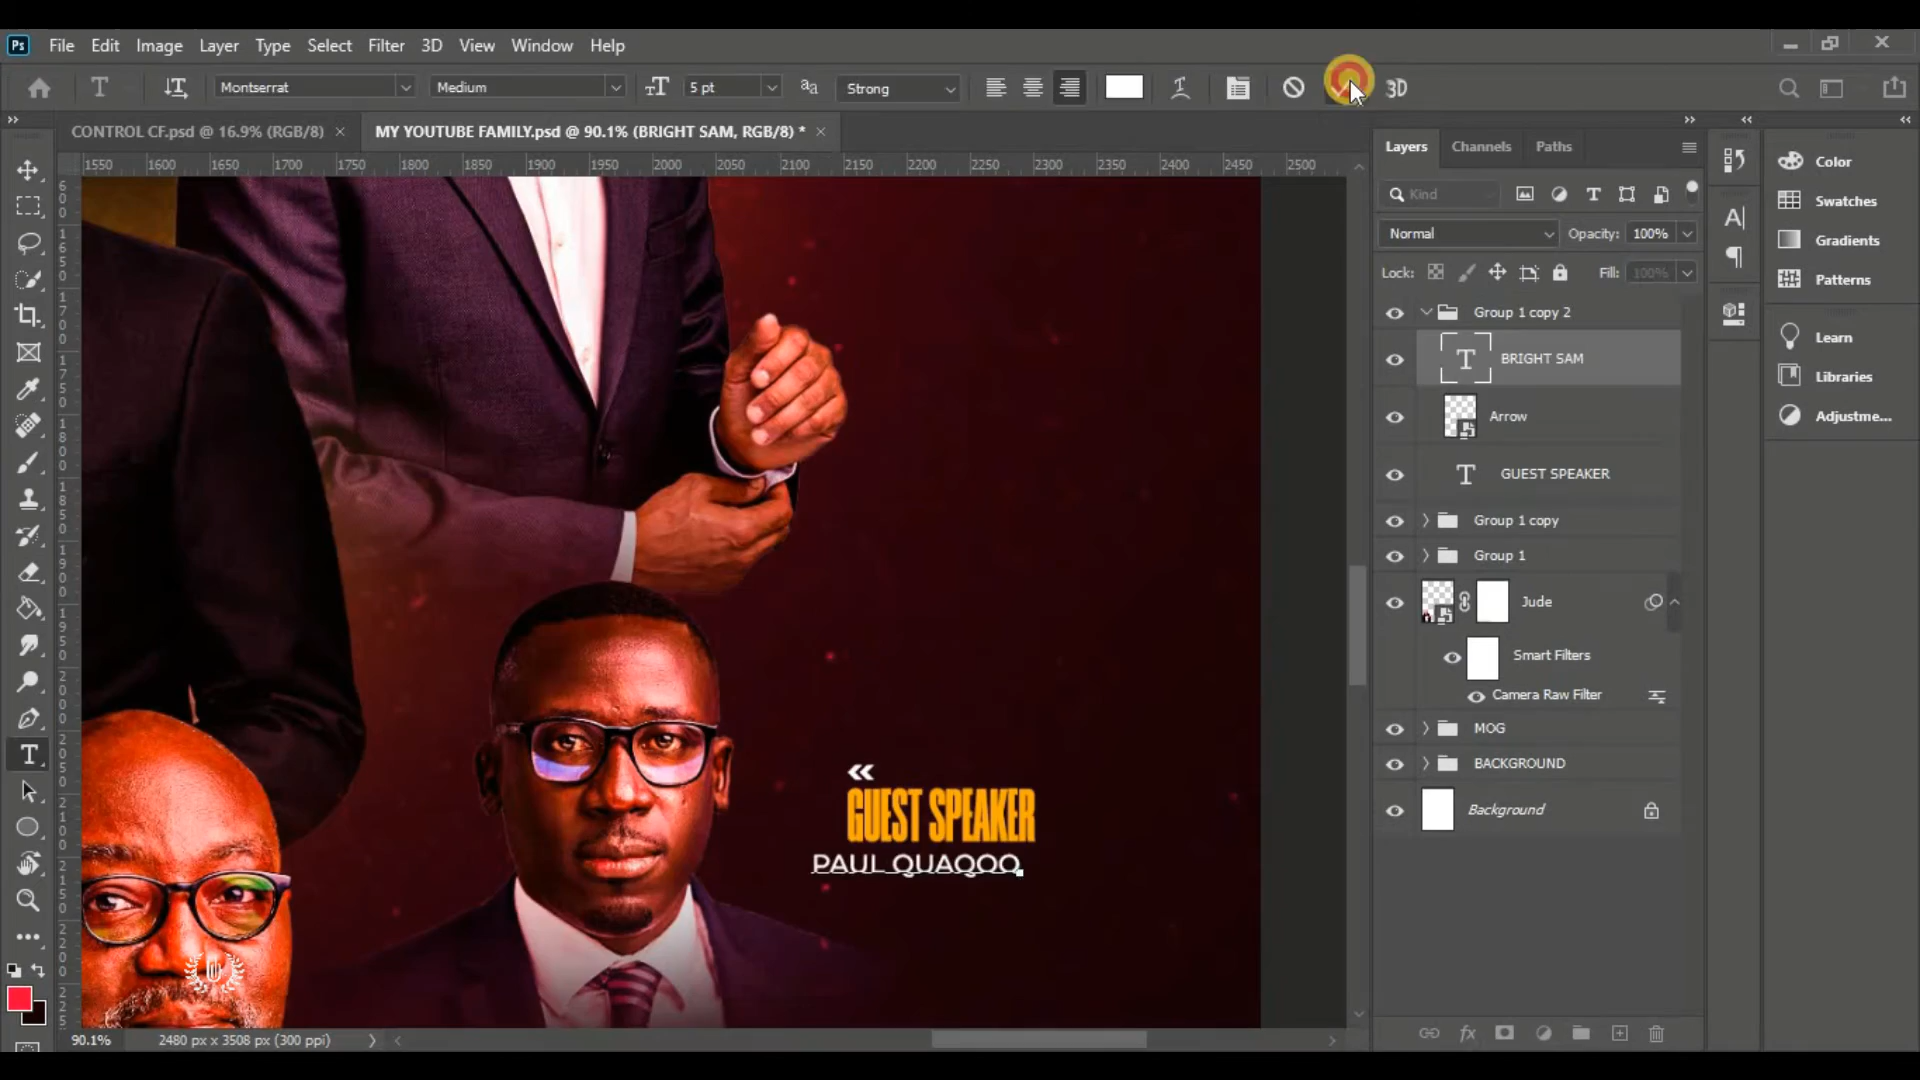 Ps File Edit Image Layer Type Select Filter 3D View Window Help
T Montserrat Medium 5 pt aa Strong 3D
CONTROL CF.psd @ 16.9% (RGB/8) × MY YOUTUBE FAMILY.psd @ 90.1% (BRIGHT SAM, RGB/8) * ×
1550 1600 1650 1700 1750 1800 1850 1900 1950 2000 2050 2100 2150 2200 2250 2300 2350 2400 2450 2500
Layers Channels Paths
Kind
Normal Opacity: 100%
Lock: Fill: 100%
Group 1 copy 2
BRIGHT SAM
Arrow
GUEST SPEAKER
Group 1 copy
Group 1
Jude
Smart Filters
Camera Raw Filter
MOG
BACKGROUND
Background
Color
Swatches
Gradients
Patterns
Learn
Libraries
Adjustme...
«
GUEST SPEAKER
PAUL QUAQOO
90.1% 2480 px x 3508 px (300 ppi)